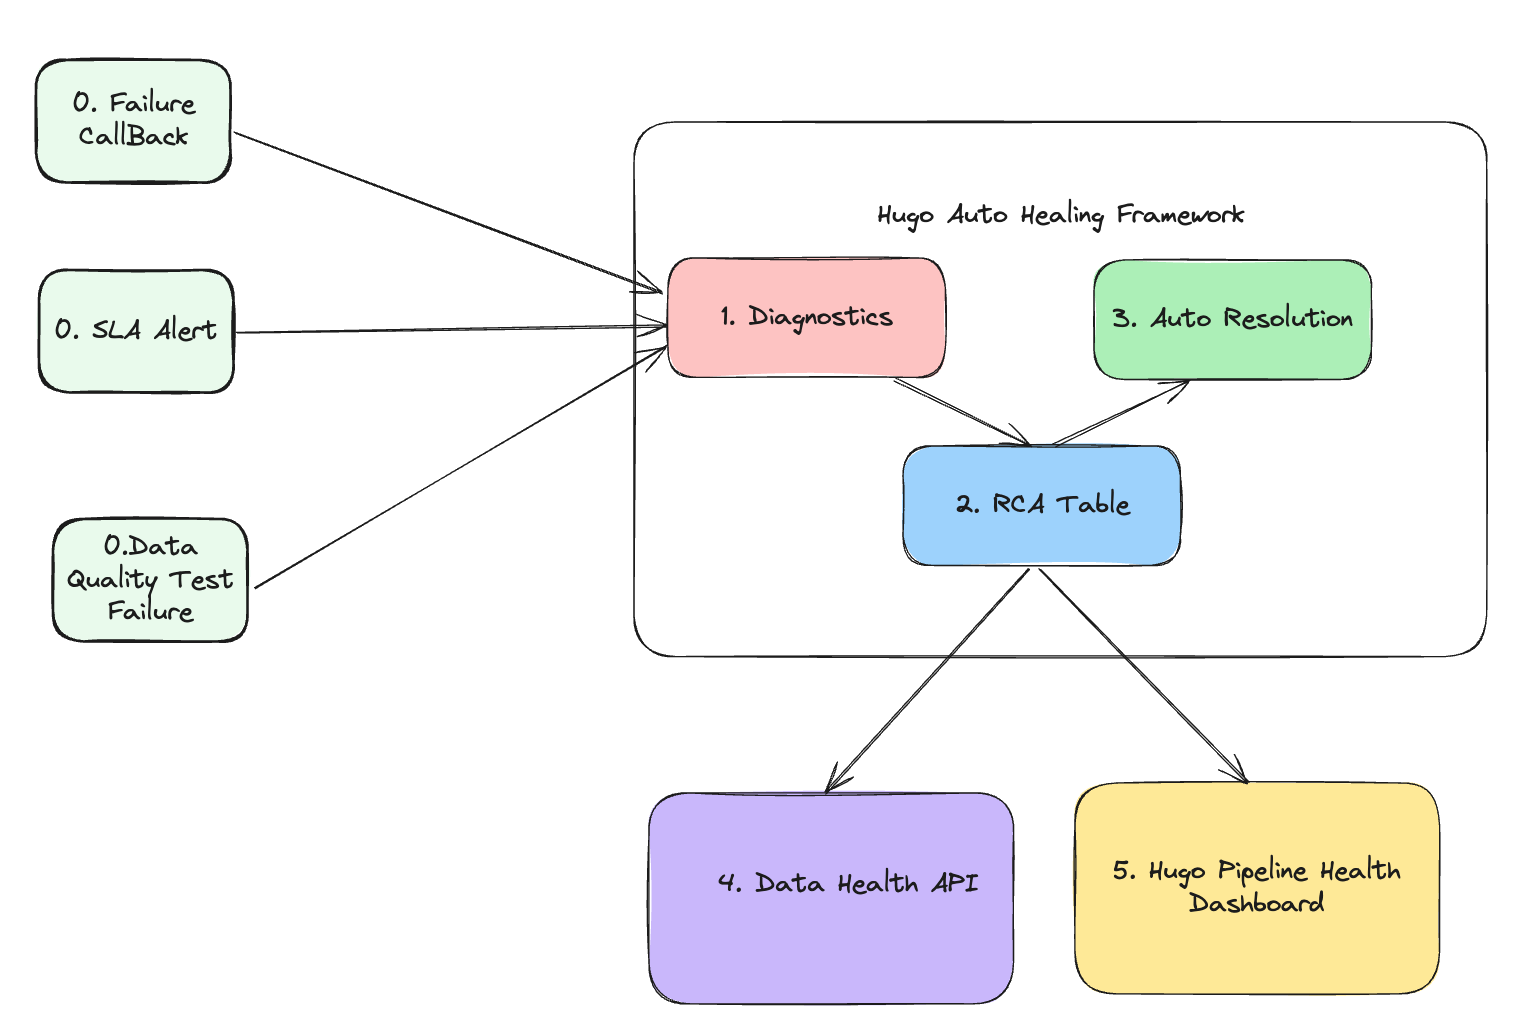 0. Failure
CallBack
0. SLA Alert
0.Data
Quality Test
Failure
Hugo Auto Healing Framework
1. Diagnostics
3. Auto Resolution
2. RCA Table
4. Data Health API
5. Hugo Pipeline Health
Dashboard